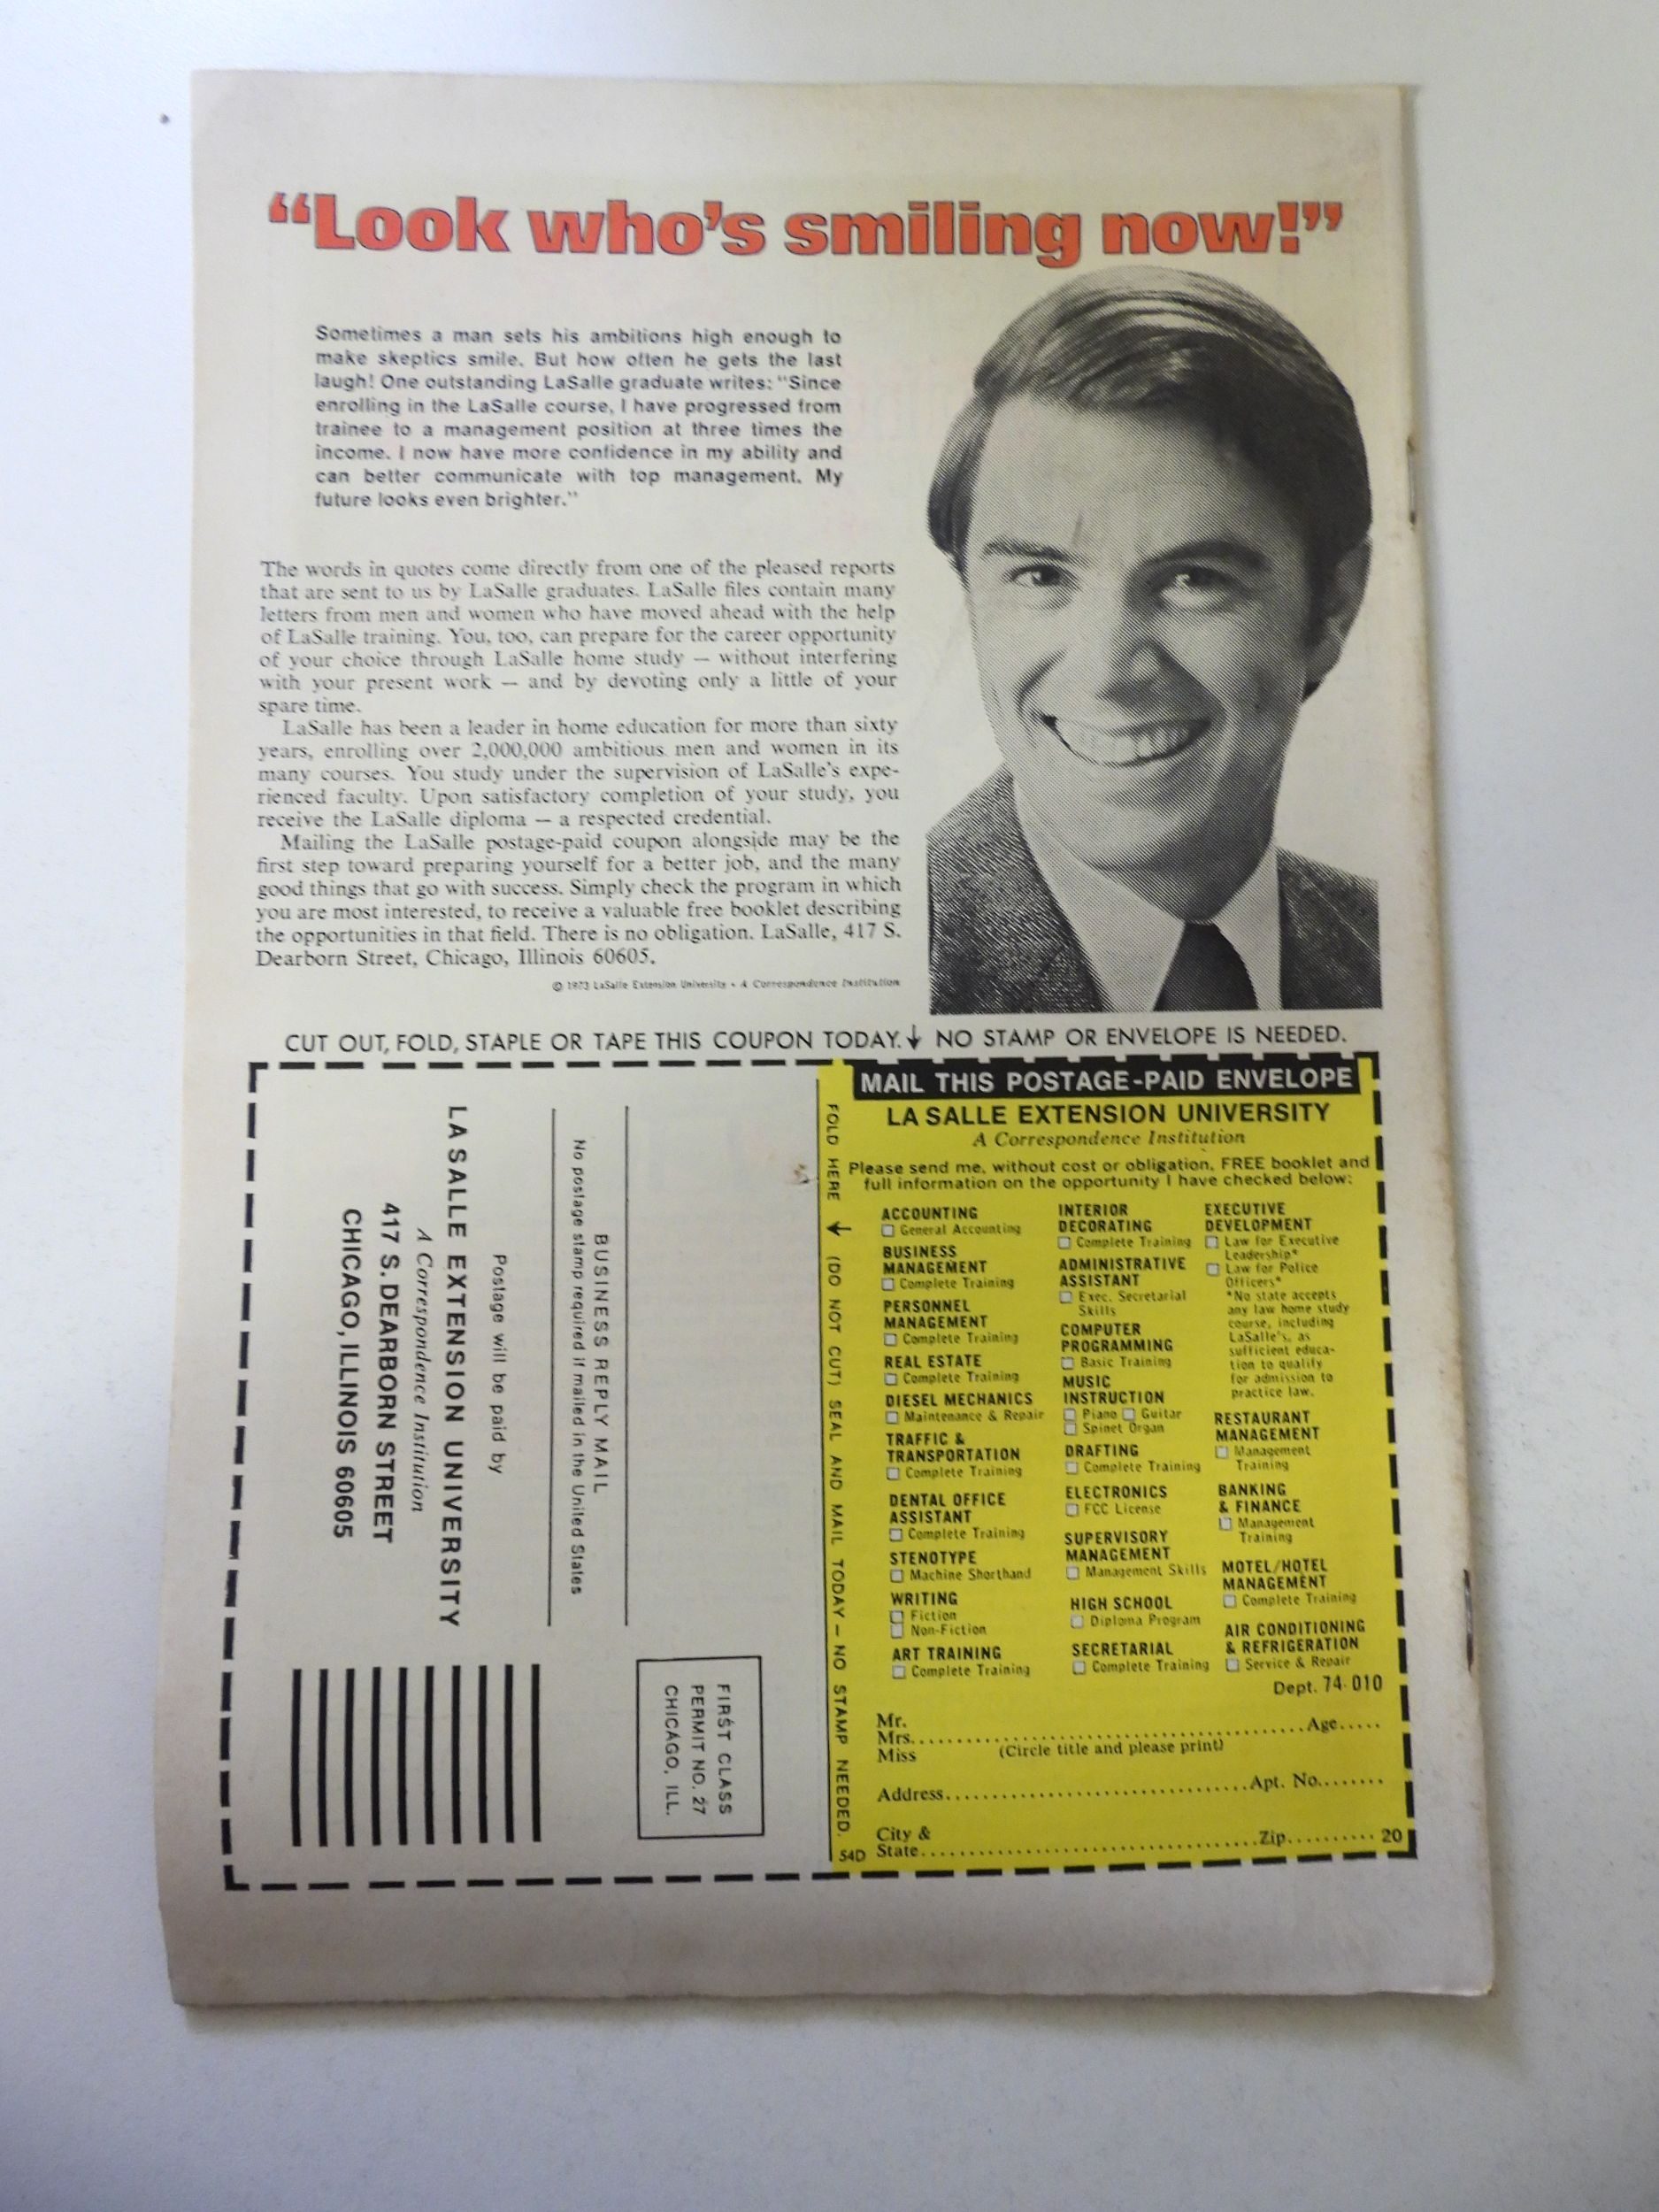 “Look who’s smiling now!”
Sometimes a man sets his ambitions high enough to
make skeptics smile. But how often he gets the last
laugh! One outstanding LaSalle graduate writes: “Since
enrolling in the LaSalle course, I have progressed from
trainee to a management position at three times the
income. I now have more confidence in my ability and
can better communicate with top management. My
future looks even brighter.”
The words in quotes come directly from one of the pleased reports
that are sent to us by LaSalle graduates. LaSalle files contain many
letters from men and women who have moved ahead with the help
of LaSalle training. You, too, can prepare for the career opportunity
of your choice through LaSalle home study — without interfering
with your present work — and by devoting only a little of your
spare time.
LaSalle has been a leader in home education for more than sixty
years, enrolling over 2,000,000 ambitious men and women in its
many courses. You study under the supervision of LaSalle’s expe-
rienced faculty. Upon satisfactory completion of your study, you
receive the LaSalle diploma — a respected credential.
Mailing the LaSalle postage-paid coupon alongside may be the
first step toward preparing yourself for a better job, and the many
good things that go with success. Simply check the program in which
you are most interested, to receive a valuable free booklet describing
the opportunities in that field. There is no obligation. LaSalle, 417 S.
Dearborn Street, Chicago, Illinois 60605.
© 1973 LaSalle Extension University • A Correspondence Institution
CUT OUT, FOLD, STAPLE OR TAPE THIS COUPON TODAY. ↓ NO STAMP OR ENVELOPE IS NEEDED.
FIRST CLASS
PERMIT NO. 27
CHICAGO, ILL.
BUSINESS REPLY MAIL
No postage stamp required if mailed in the United States
Postage will be paid by
LA SALLE EXTENSION UNIVERSITY
A Correspondence Institution
417 S. DEARBORN STREET
CHICAGO, ILLINOIS 60605
FOLD HERE ↓ (DO NOT CUT) SEAL AND MAIL TODAY — NO STAMP NEEDED.
MAIL THIS POSTAGE-PAID ENVELOPE
LA SALLE EXTENSION UNIVERSITY
A Correspondence Institution
Please send me, without cost or obligation, FREE booklet and
full information on the opportunity I have checked below:
ACCOUNTING
☐ General Accounting
BUSINESS
MANAGEMENT
☐ Complete Training
PERSONNEL
MANAGEMENT
☐ Complete Training
REAL ESTATE
☐ Complete Training
DIESEL MECHANICS
☐ Maintenance & Repair
TRAFFIC &
TRANSPORTATION
☐ Complete Training
DENTAL OFFICE
ASSISTANT
☐ Complete Training
STENOTYPE
☐ Machine Shorthand
WRITING
☐ Fiction
☐ Non-Fiction
ART TRAINING
☐ Complete Training
INTERIOR
DECORATING
☐ Complete Training
ADMINISTRATIVE
ASSISTANT
☐ Exec. Secretarial
Skills
COMPUTER
PROGRAMMING
☐ Basic Training
MUSIC
INSTRUCTION
☐ Piano ☐ Guitar
☐ Spinet Organ
DRAFTING
☐ Complete Training
ELECTRONICS
☐ FCC License
SUPERVISORY
MANAGEMENT
☐ Management Skills
HIGH SCHOOL
☐ Diploma Program
SECRETARIAL
☐ Complete Training
EXECUTIVE
DEVELOPMENT
☐ Law for Executive
Leadership*
☐ Law for Police
Officers*
*No state accepts
any law home study
course, including
LaSalle’s, as
sufficient educa-
tion to qualify
for admission to
practice law.
RESTAURANT
MANAGEMENT
☐ Management
Training
BANKING
& FINANCE
☐ Management
Training
MOTEL/HOTEL
MANAGEMENT
☐ Complete Training
AIR CONDITIONING
& REFRIGERATION
☐ Service & Repair
Dept. 74-010
Mr.
Mrs. Age
Miss (Circle title and please print)
Address Apt. No.
City &
State Zip 20
54D